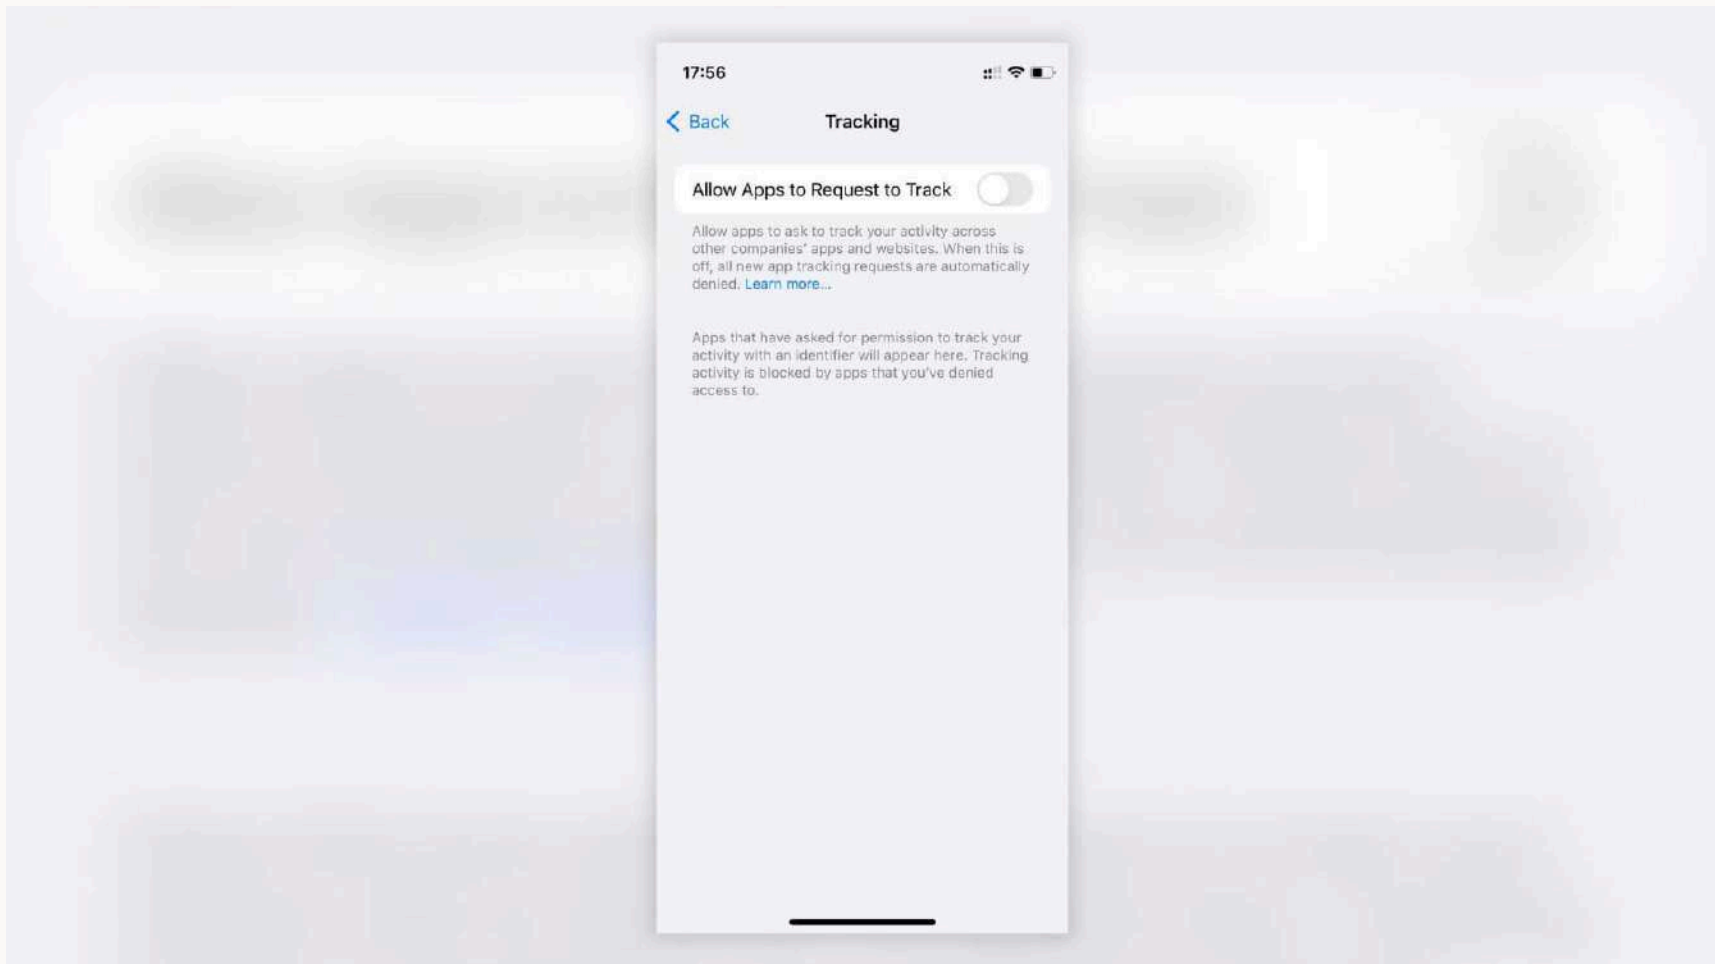 17:56
Back
Tracking
Allow Apps to Request to Track
Allow apps to ask to track your activity across
other companies' apps and websites. When this is
off, all new app tracking requests are automatically
denied. Learn more...
Apps that have asked for permission to track your
activity with an identifier will appear here. Tracking
activity is blocked by apps that you've denied
access to.